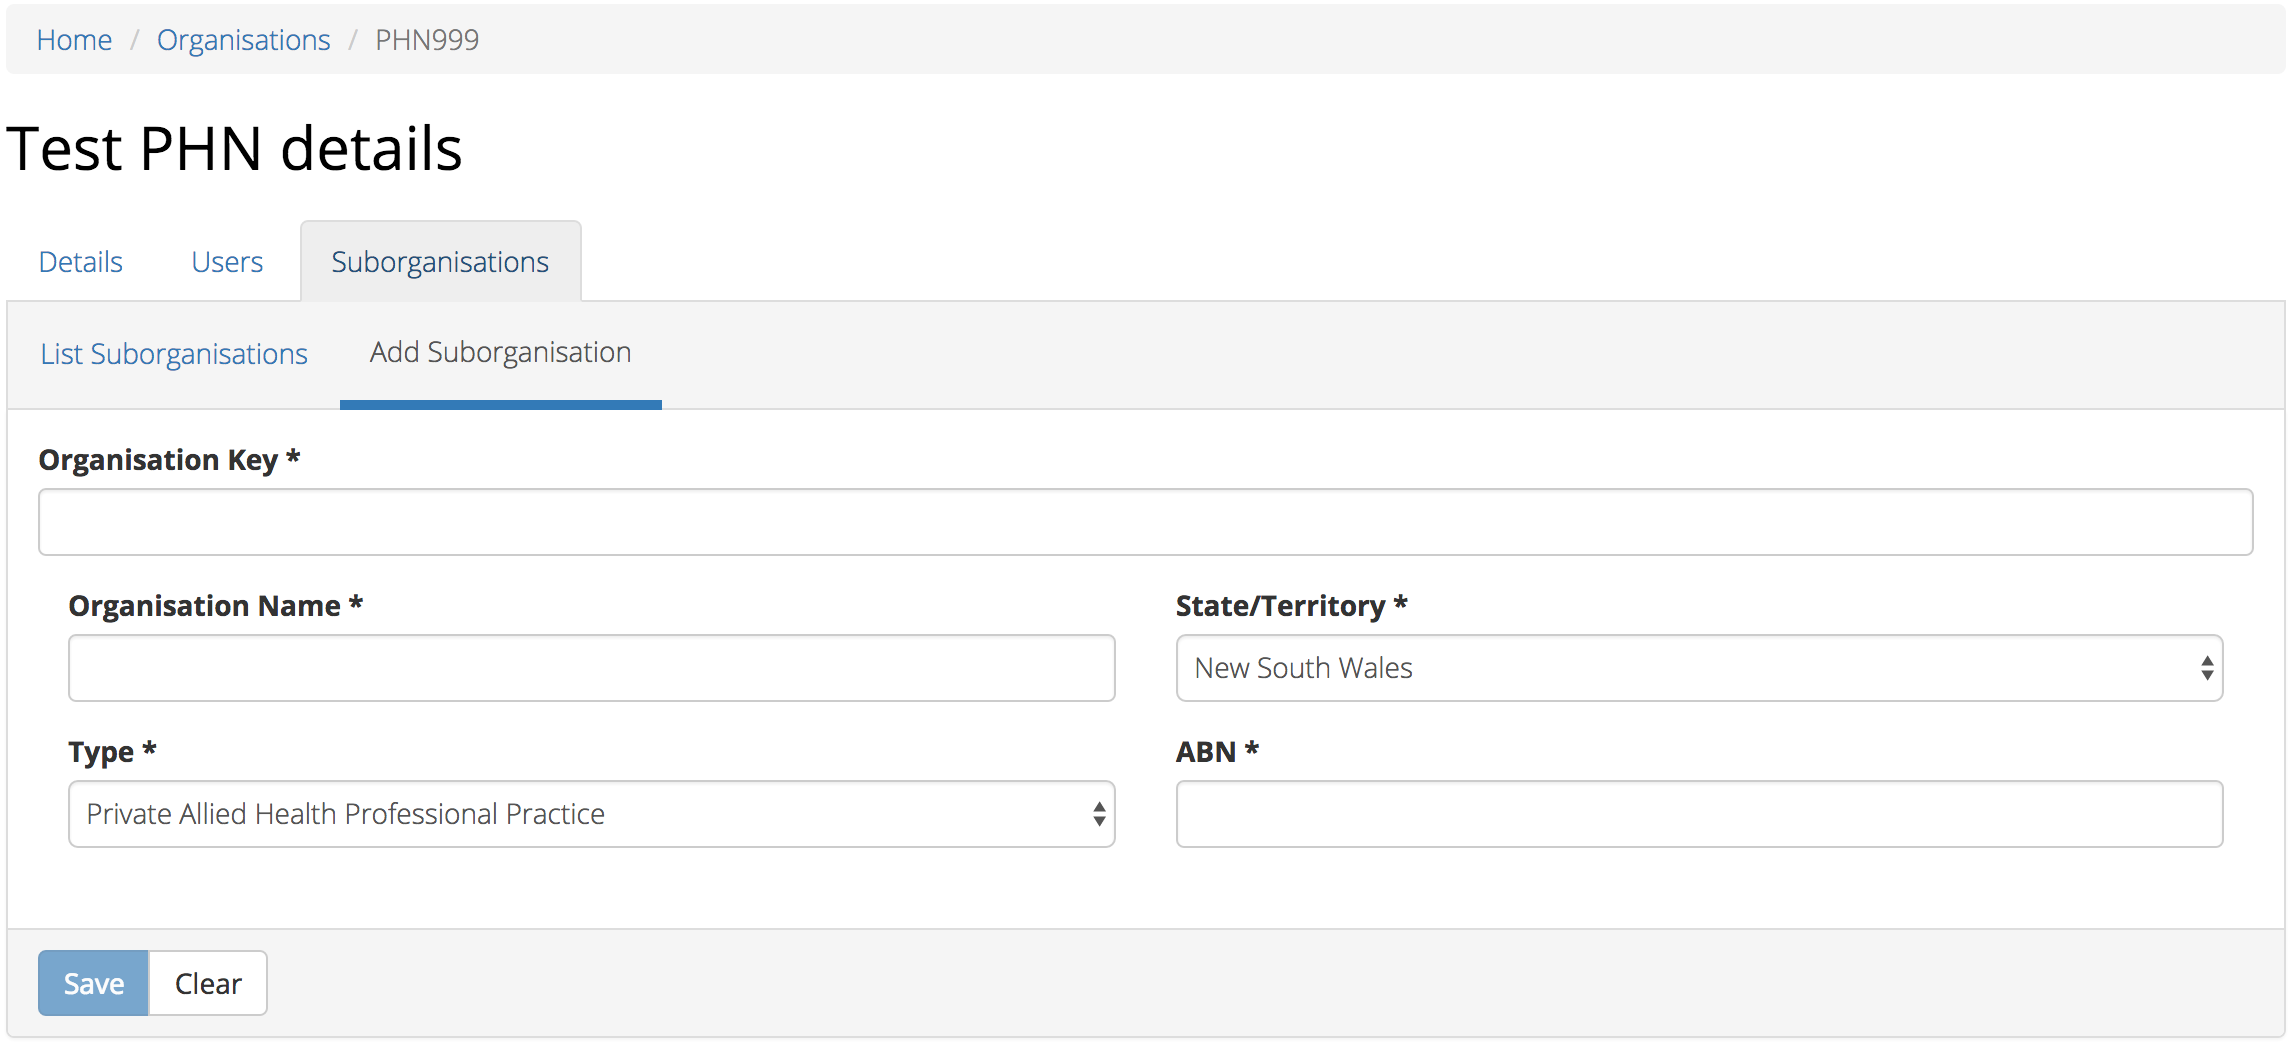 Home / Organisations / PHN999
Test PHN details
Details Users Suborganisations
List Suborganisations Add Suborganisation
Organisation Key *
Organisation Name * State/Territory *
New South Wales
Type * ABN *
Private Allied Health Professional Practice
Save Clear